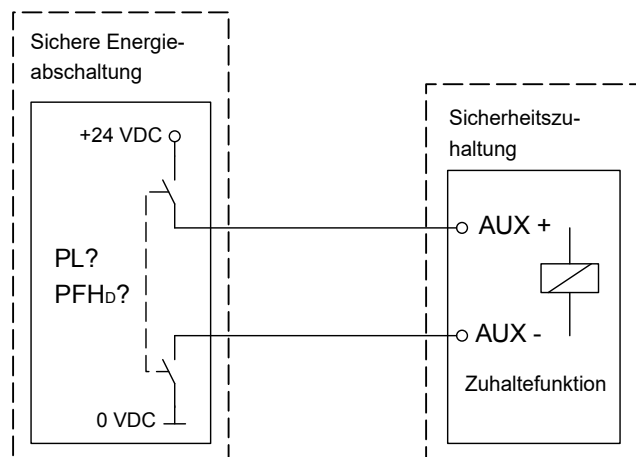 Sichere Energie-
abschaltung
+24 VDC
PL?
PFHD?
0 VDC
Sicherheitszu-
haltung
AUX +
AUX -
Zuhaltefunktion